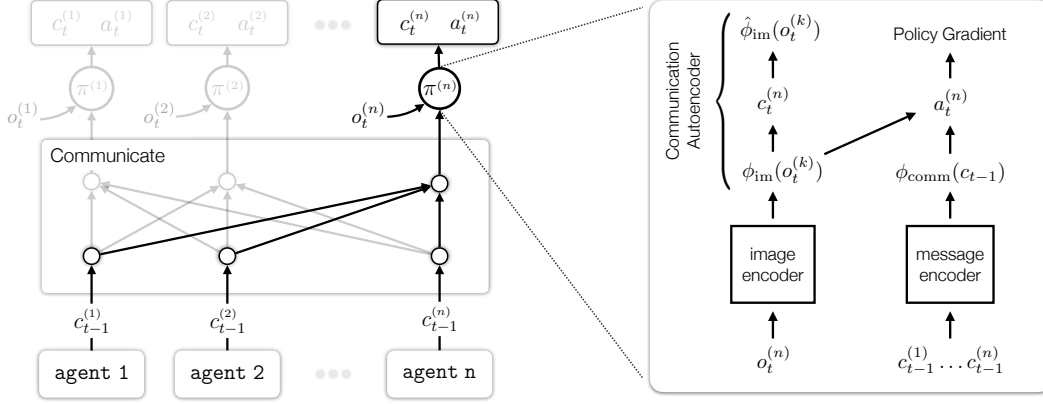 c_t^{(1)} a_t^{(1)}
c_t^{(2)} a_t^{(2)}
c_t^{(n)} a_t^{(n)}
π^{(1)}
π^{(2)}
π^{(n)}
o_t^{(1)}
o_t^{(2)}
o_t^{(n)}
Communicate
c_{t-1}^{(1)}
c_{t-1}^{(2)}
c_{t-1}^{(n)}
agent 1
agent 2
agent n
Communication
Autoencoder
\hat{ϕ}_{im}(o_t^{(k)})
c_t^{(n)}
ϕ_{im}(o_t^{(k)})
image
encoder
o_t^{(n)}
Policy Gradient
a_t^{(n)}
ϕ_{comm}(c_{t-1})
message
encoder
c_{t-1}^{(1)} ... c_{t-1}^{(n)}